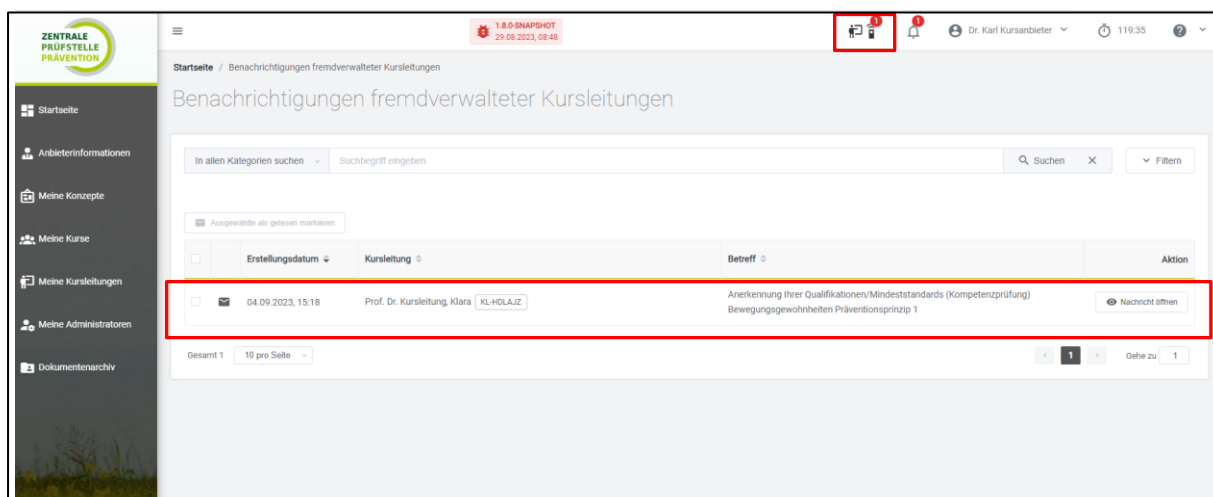 ZENTRALE
PRÜFSTELLE
PRÄVENTION
1.8.0-SNAPSHOT
29.08.2023, 08:48
1
1
Dr. Karl Kursanbieter
119:35
?
Startseite / Benachrichtigungen fremdverwalteter Kursleitungen
Benachrichtigungen fremdverwalteter Kursleitungen
Startseite
Anbieterinformationen
Meine Konzepte
Meine Kurse
Meine Kursleitungen
Meine Administratoren
Dokumentenarchiv
In allen Kategorien suchen
Suchbegriff eingeben
Suchen
Filtern
Ausgewählte als gelesen markieren
Erstellungsdatum
Kursleitung
Betreff
Aktion
04.09.2023, 15:18
Prof. Dr. Kursleitung, Klara KL-HDLAJZ
Anerkennung Ihrer Qualifikationen/Mindeststandards (Kompetenzprüfung)
Bewegungsgewohnheiten Präventionsprinzip 1
Nachricht öffnen
Gesamt 1
10 pro Seite
1
Gehe zu 1